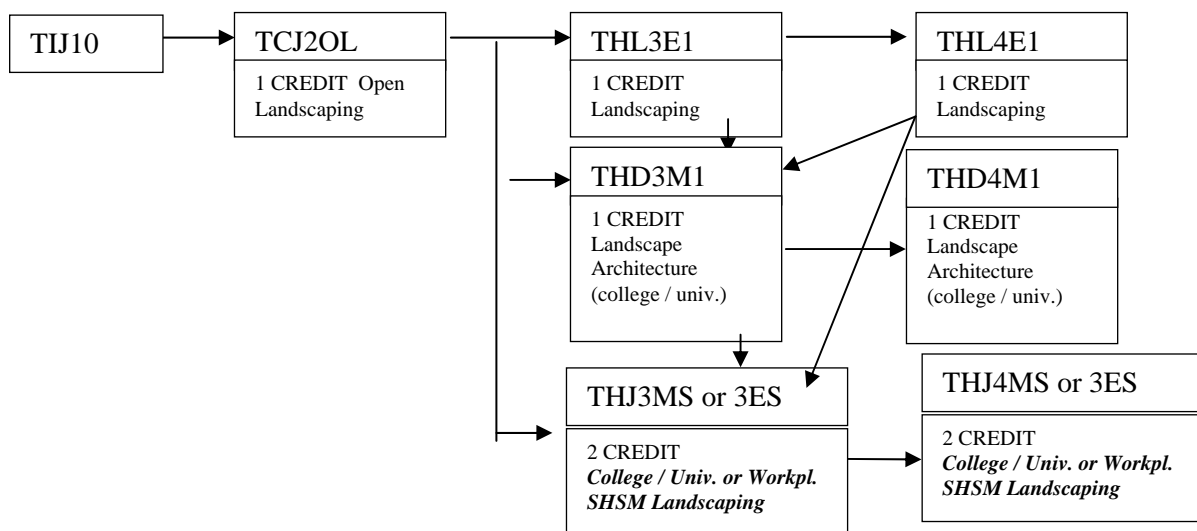 TIJ10
TCJ2OL
1 CREDIT Open
Landscaping
THL3E1
1 CREDIT
Landscaping
THL4E1
1 CREDIT
Landscaping
THD3M1
1 CREDIT
Landscape
Architecture
(college / univ.)
THD4M1
1 CREDIT
Landscape
Architecture
(college / univ.)
THJ3MS or 3ES
2 CREDIT
College / Univ. or Workpl.
SHSM Landscaping
THJ4MS or 3ES
2 CREDIT
College / Univ. or Workpl.
SHSM Landscaping